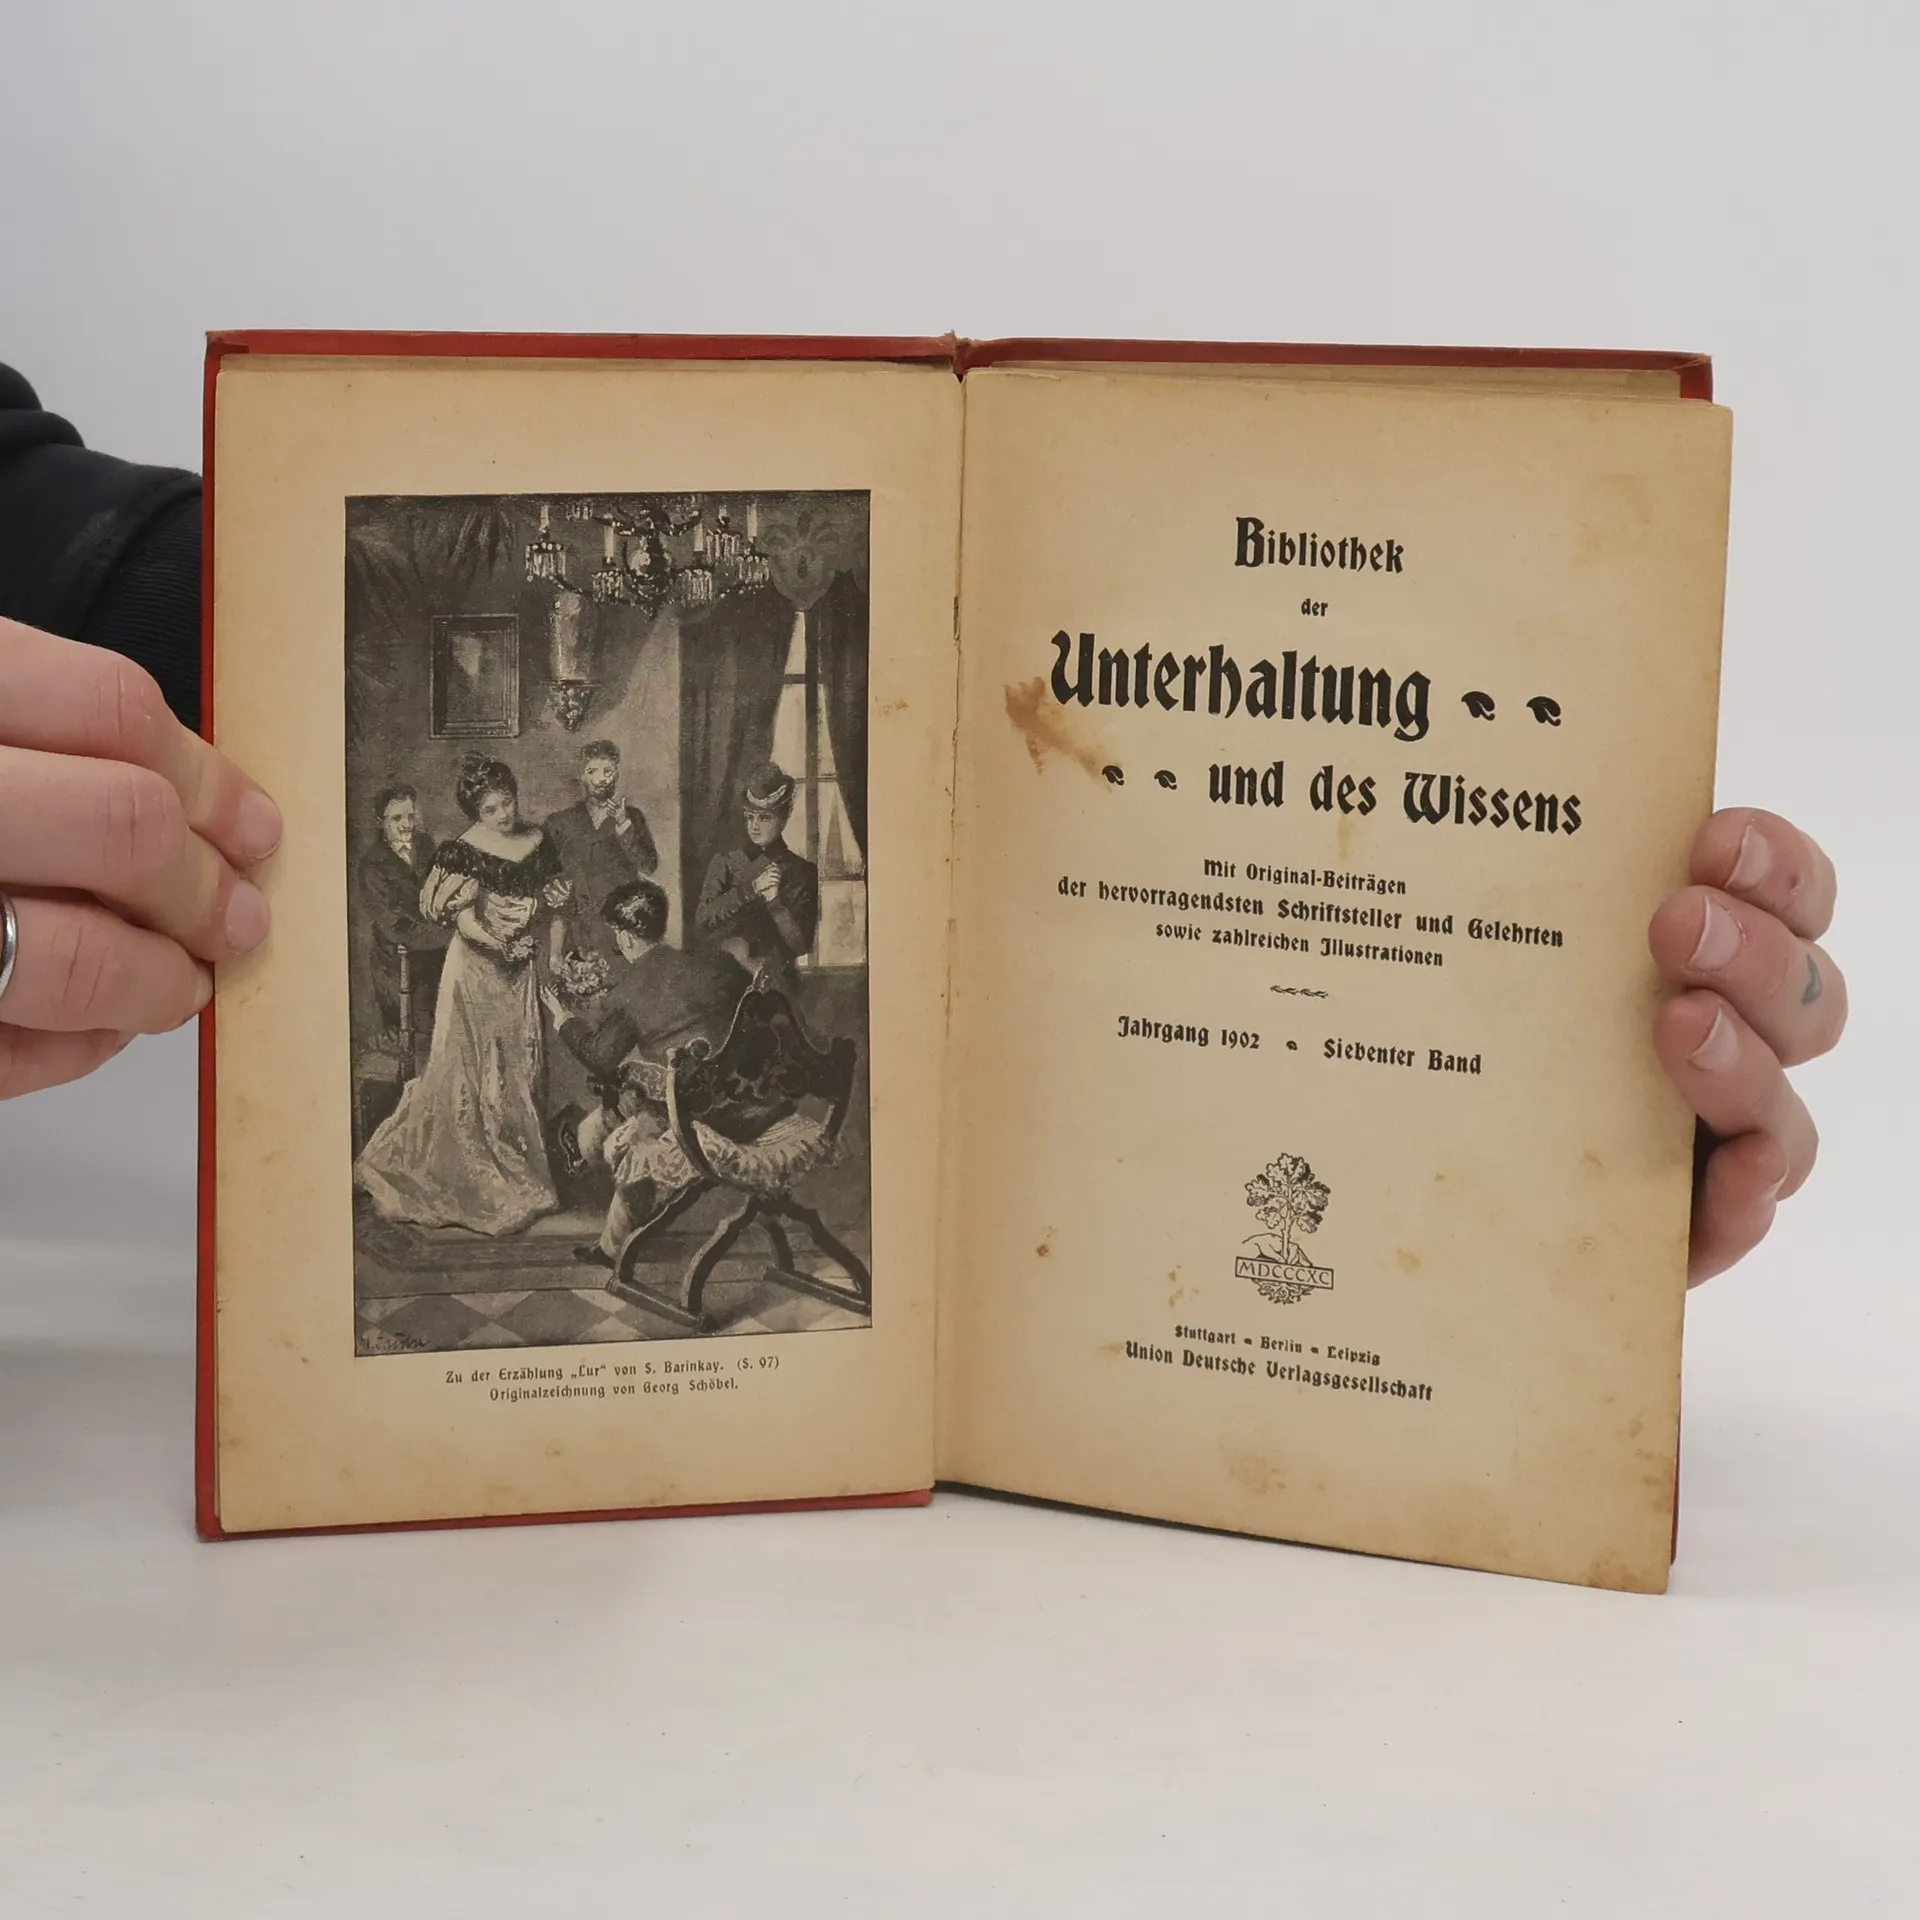 Zu der Erzählung „Lur“ von S. Barinkay. (S. 97)
Originalzeichnung von Georg Schöbel.
Bibliothek
der
Unterhaltung
und des Wissens
Mit Original-Beiträgen
der hervorragendsten Schriftsteller und Gelehrten
sowie zahlreichen Illustrationen
Jahrgang 1902 Siebenter Band
MDCCCXC
Stuttgart - Berlin - Leipzig
Union Deutsche Verlagsgesellschaft